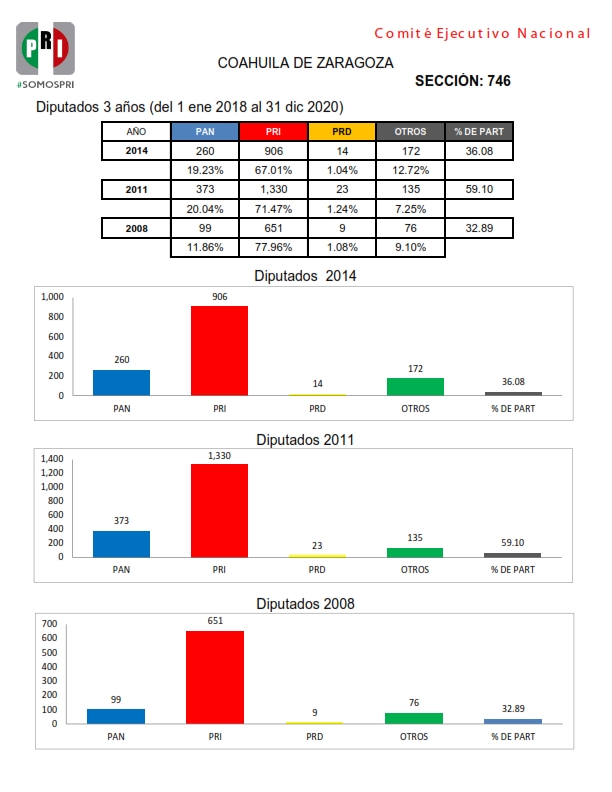 PRI
#SOMOSPRI
Comité Ejecutivo Nacional
COAHUILA DE ZARAGOZA
SECCIÓN: 746
Diputados 3 años (del 1 ene 2018 al 31 dic 2020)
AÑO PAN PRI PRD OTROS % DE PART
2014 260 906 14 172 36.08
19.23% 67.01% 1.04% 12.72%
2011 373 1,330 23 135 59.10
20.04% 71.47% 1.24% 7.25%
2008 99 651 9 76 32.89
11.86% 77.96% 1.08% 9.10%
Diputados 2014
1,000
800
600
400
200
0
260
906
14
172
36.08
PAN PRI PRD OTROS % DE PART
Diputados 2011
1,400
1,200
1,000
800
600
400
200
0
373
1,330
23
135
59.10
PAN PRI PRD OTROS % DE PART
Diputados 2008
700
600
500
400
300
200
100
0
99
651
9
76
32.89
PAN PRI PRD OTROS % DE PART